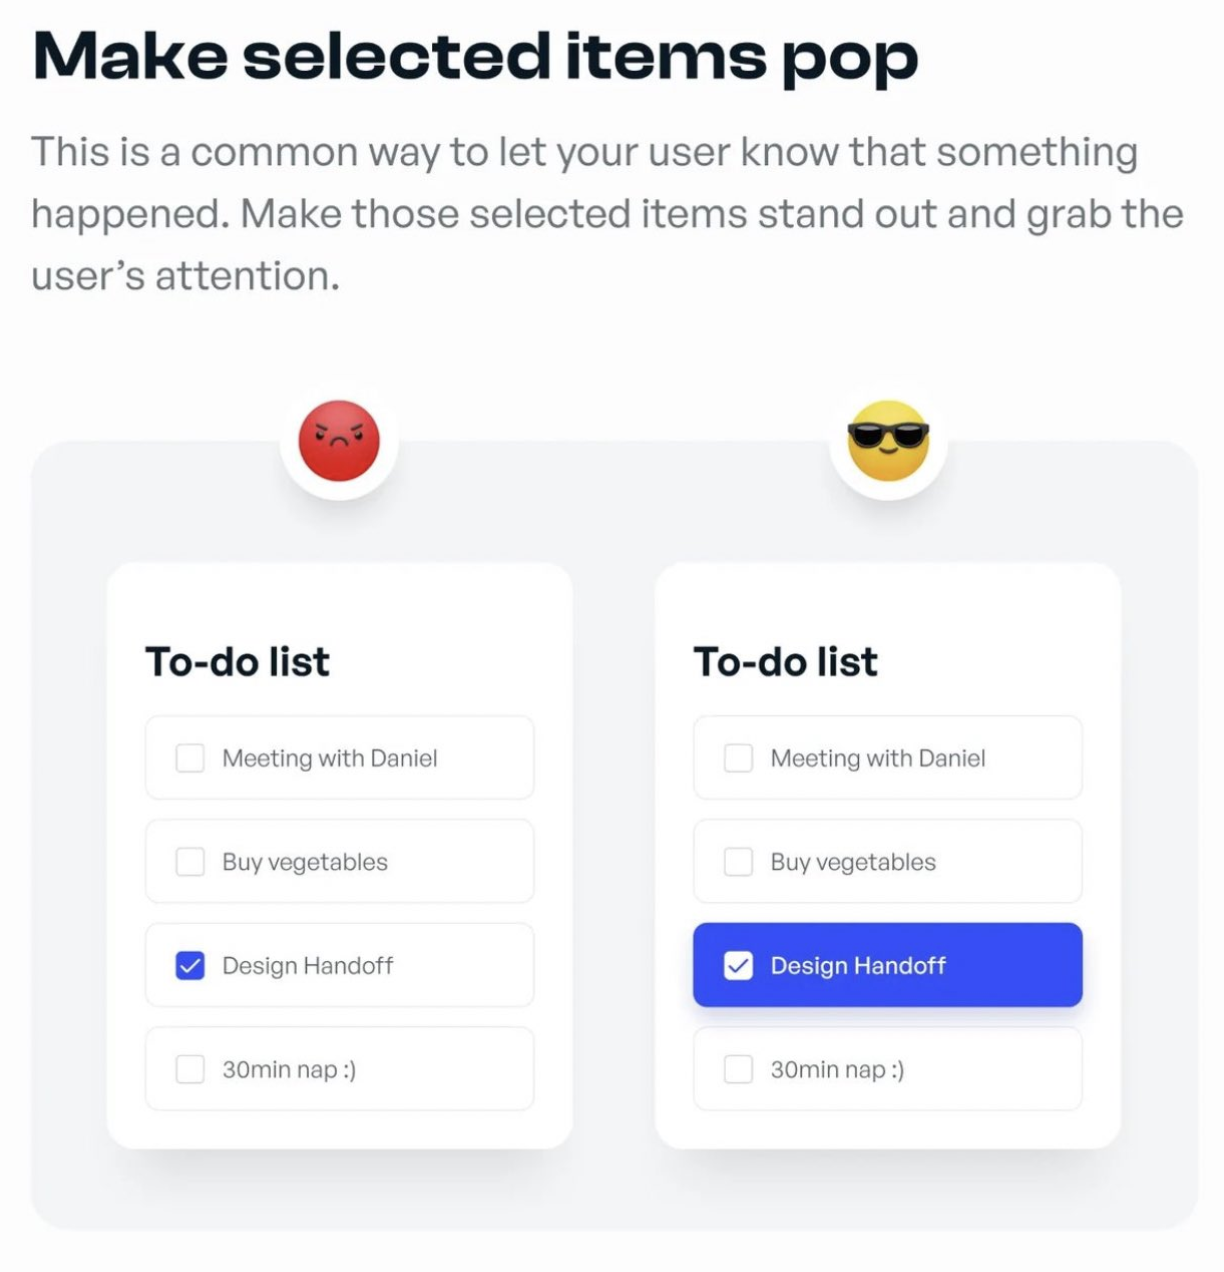 Make selected items pop
This is a common way to let your user know that something
happened. Make those selected items stand out and grab the
user’s attention.
To-do list
Meeting with Daniel
Buy vegetables
Design Handoff
30min nap :)
To-do list
Meeting with Daniel
Buy vegetables
Design Handoff
30min nap :)